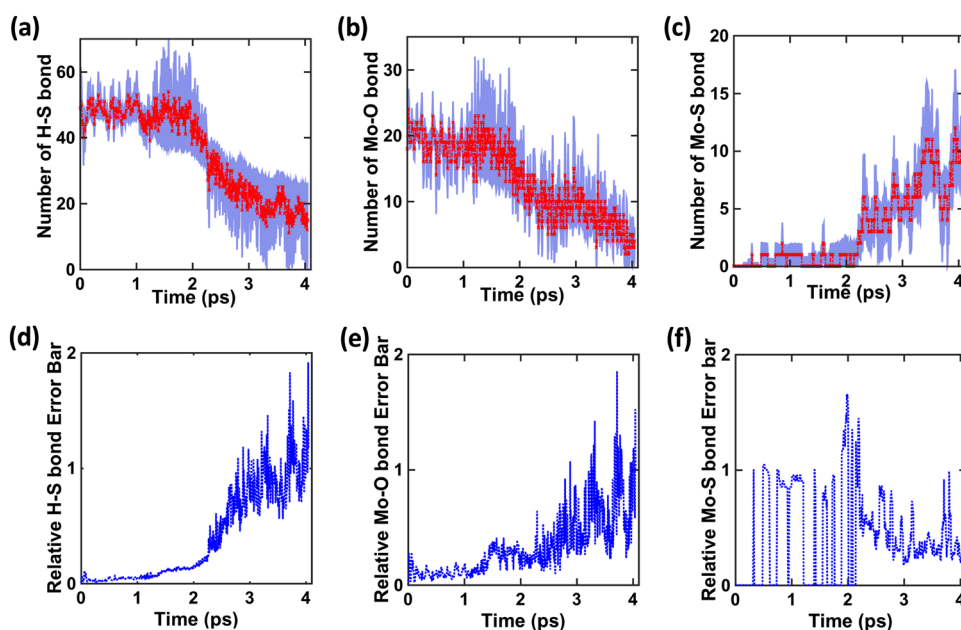 (a)
Number of H-S bond
60
40
20
0
0 1 2 3 4
Time (ps)
(b)
Number of Mo-O bond
30
20
10
0
0 1 2 3 4
Time (ps)
(c)
Number of Mo-S bond
20
15
10
5
0
0 1 2 3 4
Time (ps)
(d)
Relative H-S bond Error Bar
2
1
0
0 1 2 3 4
Time (ps)
(e)
Relative Mo-O bond Error Bar
2
1
0
0 1 2 3 4
Time (ps)
(f)
Relative Mo-S bond Error Bar
2
1
0
0 1 2 3 4
Time (ps)